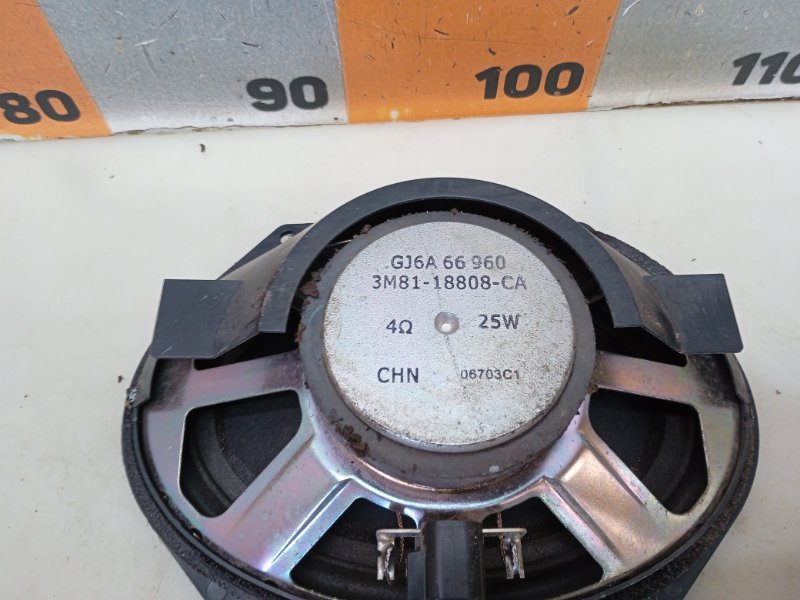 80 90 100 110
GJ6A 66 960
3M81-18808-CA
4Ω 25W
CHN 06703C1